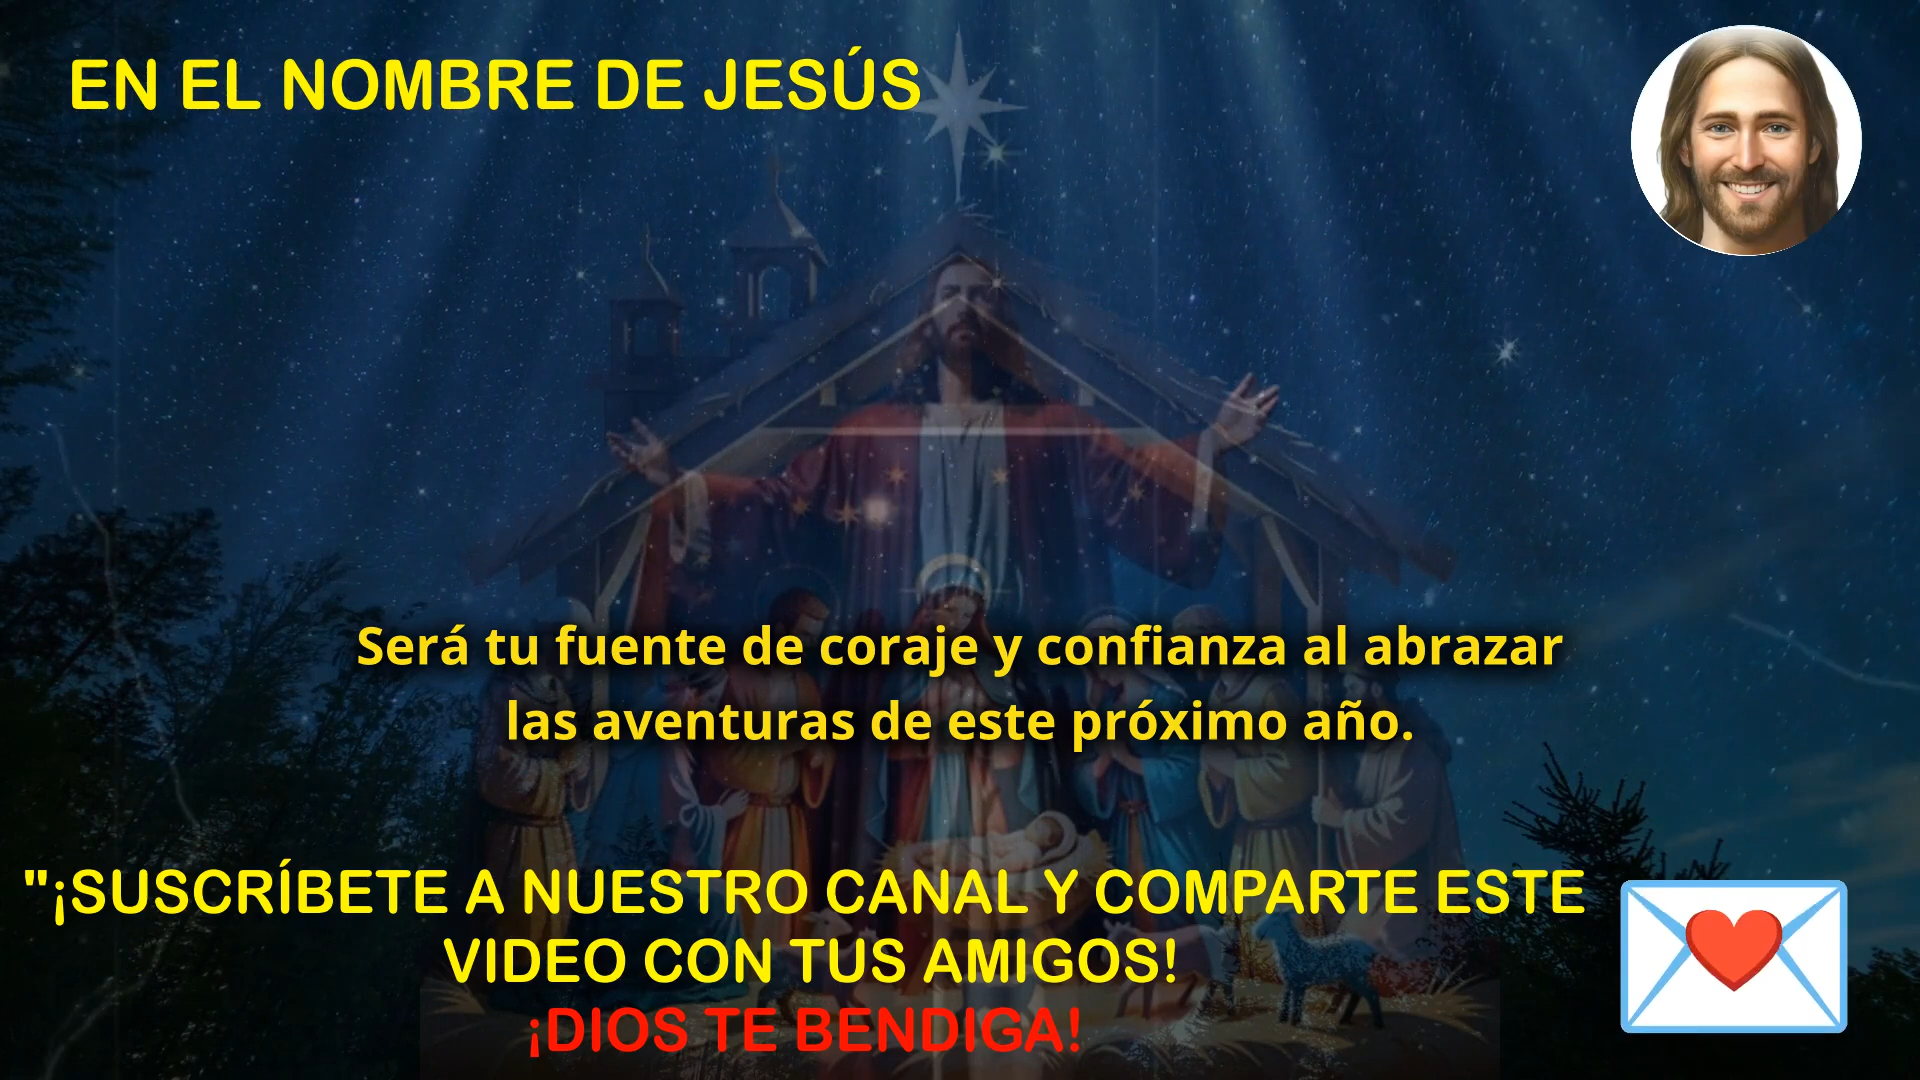 EN EL NOMBRE DE JESÚS
Será tu fuente de coraje y confianza al abrazar
las aventuras de este próximo año.
"¡SUSCRÍBETE A NUESTRO CANAL Y COMPARTE ESTE
VIDEO CON TUS AMIGOS!
¡DIOS TE BENDIGA!